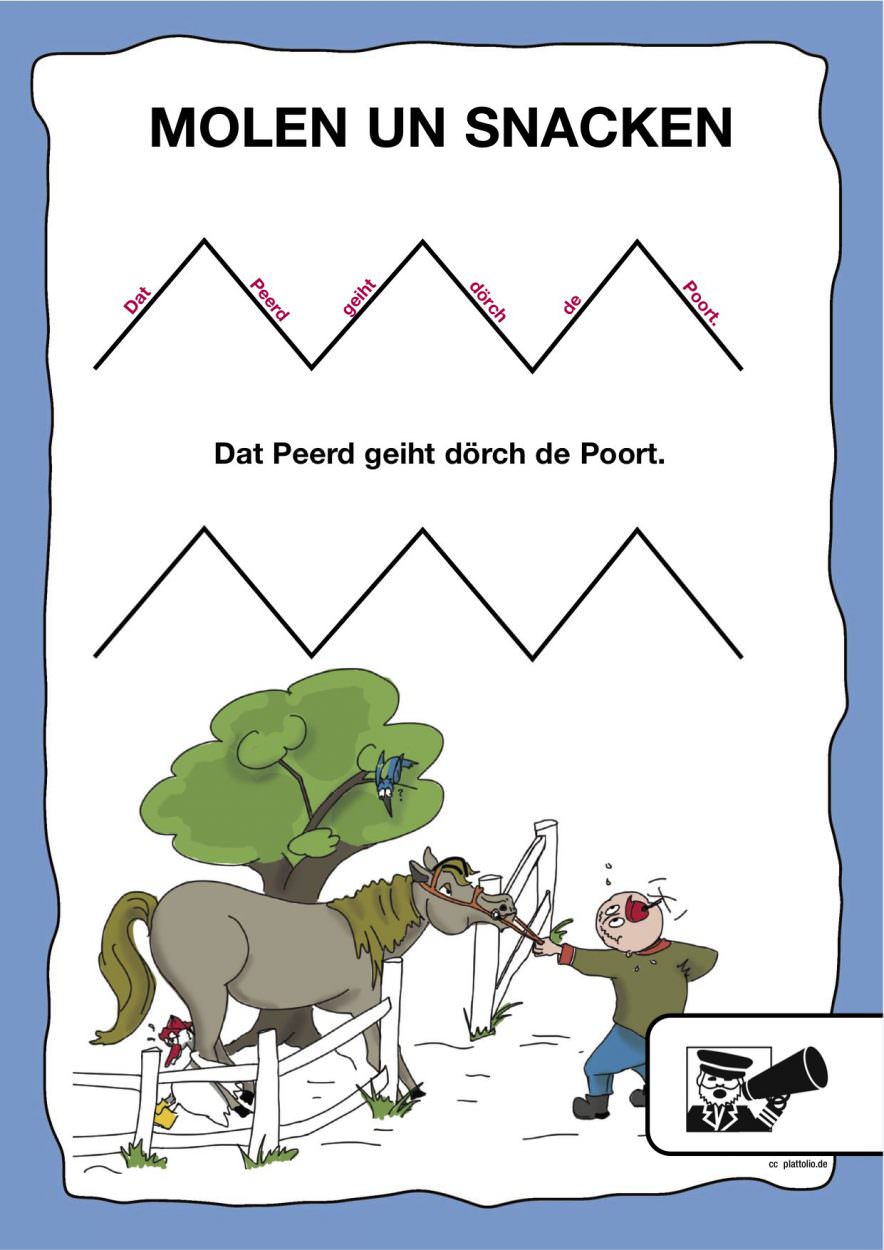 MOLEN UN SNACKEN
Dat Peerd geiht dörch de Poort.
Dat Peerd geiht dörch de Poort.
cc plattolio.de